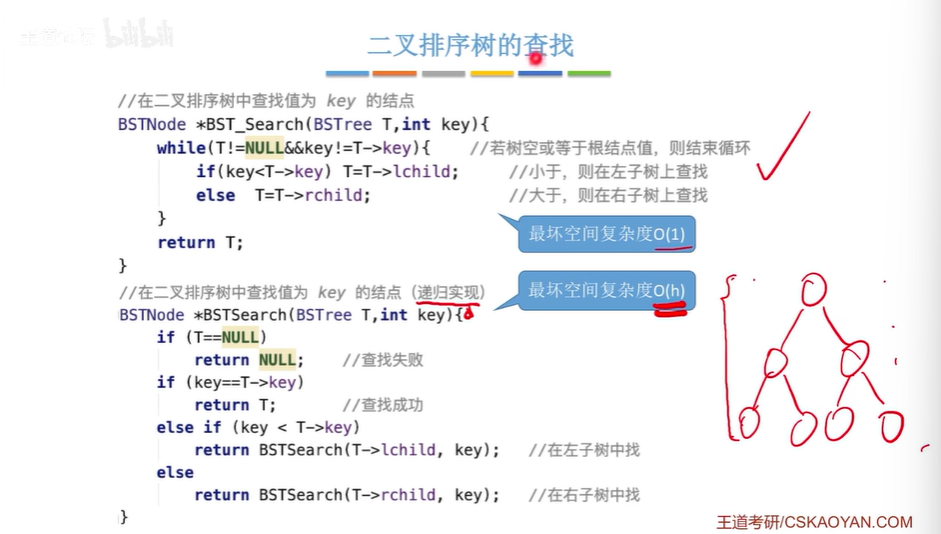 王道考研 bilibili
二叉排序树的查找
//在二叉排序树中查找值为 key 的结点
BSTNode *BST_Search(BSTree T,int key){
while(T!=NULL&&key!=T->key){ //若树空或等于根结点值，则结束循环
if(key<T->key) T=T->lchild; //小于，则在左子树上查找
else T=T->rchild; //大于，则在右子树上查找
}
return T;
}
最坏空间复杂度O(1)
//在二叉排序树中查找值为 key 的结点（递归实现）
最坏空间复杂度O(h)
BSTNode *BSTSearch(BSTree T,int key){
if (T==NULL)
return NULL; //查找失败
if (key==T->key)
return T; //查找成功
else if (key < T->key)
return BSTSearch(T->lchild, key); //在左子树中找
else
return BSTSearch(T->rchild, key); //在右子树中找
}
王道考研/CSKAOYAN.COM